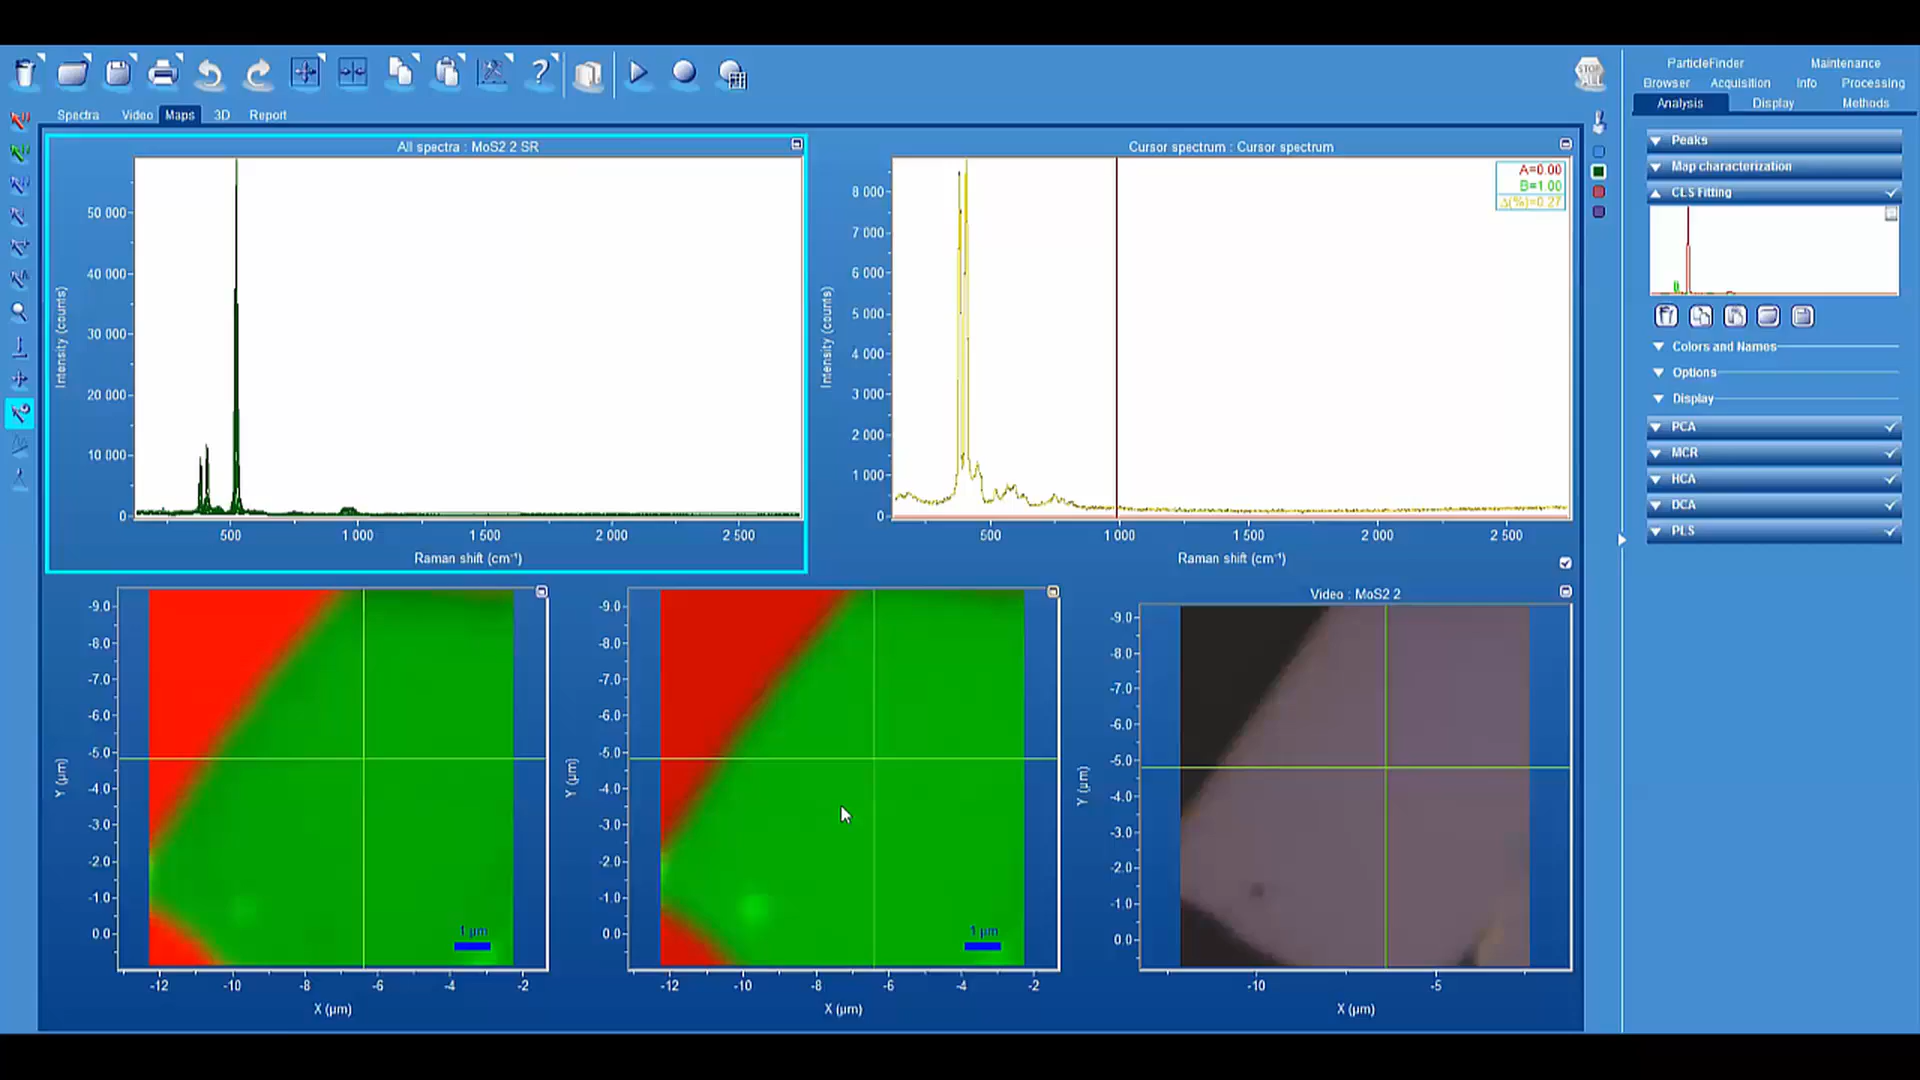 ParticleFinder Maintenance
Browser Acquisition Info Processing
Analysis Display Methods
STOP ALL
Spectra Video Maps 3D Report
All spectra : MoS2 2 SR
Intensity (counts)
50 000
40 000
30 000
20 000
10 000
0
500 1 000 1 500 2 000 2 500
Raman shift (cm⁻¹)
Cursor spectrum : Cursor spectrum
A=0.00
B=1.00
Δ(%)=0.27
Intensity (counts)
8 000
7 000
6 000
5 000
4 000
3 000
2 000
1 000
0
500 1 000 1 500 2 000 2 500
Raman shift (cm⁻¹)
Peaks
Map characterization
CLS Fitting
Colors and Names
Options
Display
PCA
MCR
HCA
DCA
PLS
Y (µm)
-9.0
-8.0
-7.0
-6.0
-5.0
-4.0
-3.0
-2.0
-1.0
0.0
1 µm
-12 -10 -8 -6 -4 -2
X (µm)
Y (µm)
-9.0
-8.0
-7.0
-6.0
-5.0
-4.0
-3.0
-2.0
-1.0
0.0
1 µm
-12 -10 -8 -6 -4 -2
X (µm)
Video : MoS2 2
Y (µm)
-9.0
-8.0
-7.0
-6.0
-5.0
-4.0
-3.0
-2.0
-1.0
0.0
-10 -5
X (µm)